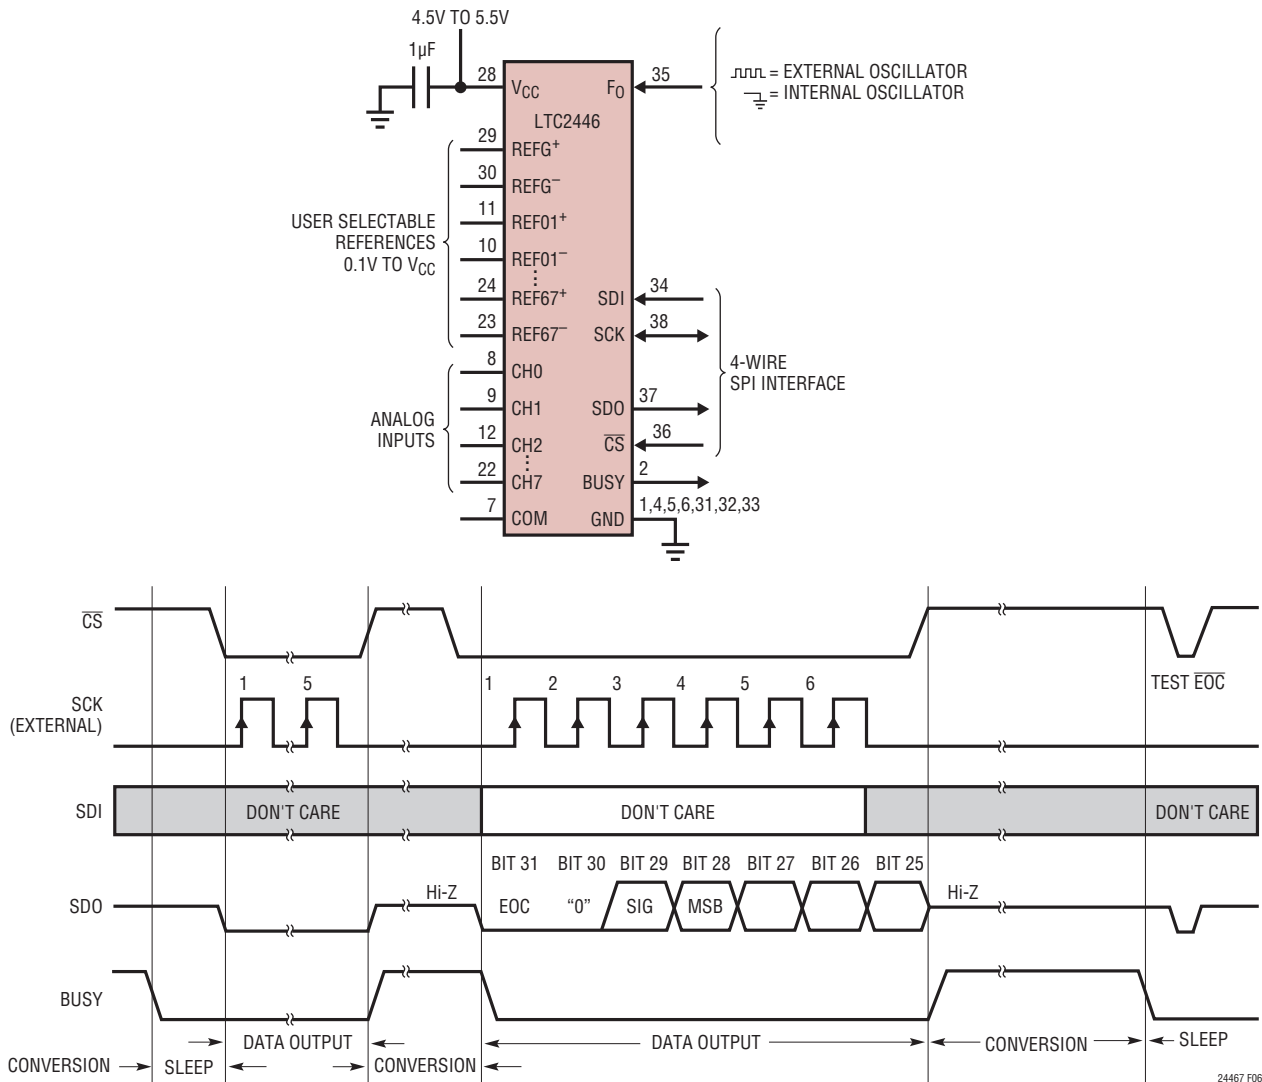 4.5V TO 5.5V
1µF
28
VCC
FO
35
= EXTERNAL OSCILLATOR
= INTERNAL OSCILLATOR
LTC2446
29
REFG+
30
REFG–
11
REF01+
10
REF01–
24
REF67+
23
REF67–
USER SELECTABLE
REFERENCES
0.1V TO VCC
SDI
34
SCK
38
SDO
37
CS
36
4-WIRE
SPI INTERFACE
8
CH0
9
CH1
12
CH2
22
CH7
ANALOG
INPUTS
BUSY
2
7
COM
GND
1,4,5,6,31,32,33
CS
TEST EOC
SCK
(EXTERNAL)
1 5 1 2 3 4 5 6
SDI
DON'T CARE DON'T CARE DON'T CARE
BIT 31 BIT 30 BIT 29 BIT 28 BIT 27 BIT 26 BIT 25
SDO
Hi-Z EOC “0” SIG MSB Hi-Z
BUSY
DATA OUTPUT DATA OUTPUT CONVERSION SLEEP
CONVERSION SLEEP CONVERSION
24467 F06